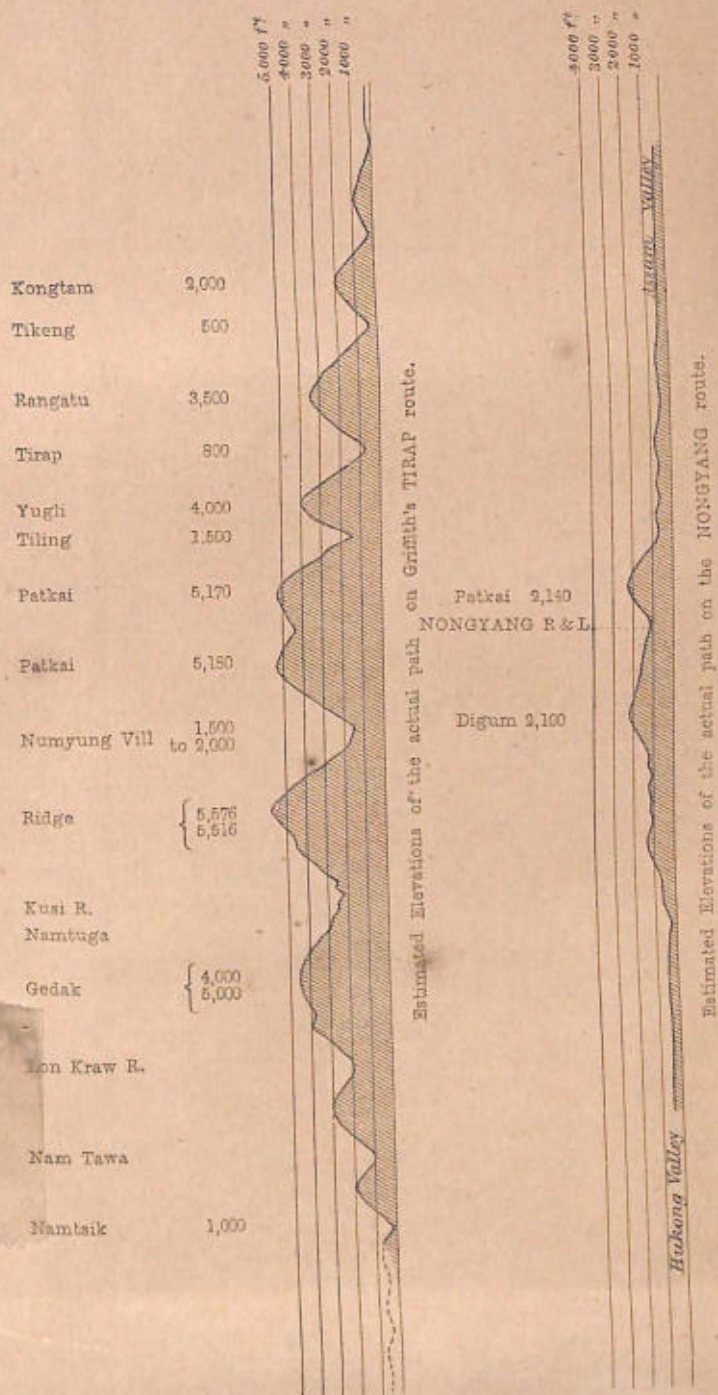 5,000 ft
4000 „
3000 „
2000 „
1000 „
4000 ft
3000 „
2000 „
1000 „
Kongtam 2,000
Tikeng 500
Rangatu 3,500
Tirap 800
Yugli 4,000
Tiling 1,500
Patkai 5,170
Patkai 5,180
Numyung Vill 1,500
to 2,000
Ridge 5,576
5,516
Kusi R.
Namtuga
Gedak 4,000
5,000
Lon Kraw R.
Nam Tawa
Namtsik 1,000
Estimated Elevations of the actual path on Griffith's TIRAP route.
Assam Valley
Patkai 2,140
NONGYANG R & L
Digum 2,100
Hukong Valley
Estimated Elevations of the actual path on the NONGYANG route.